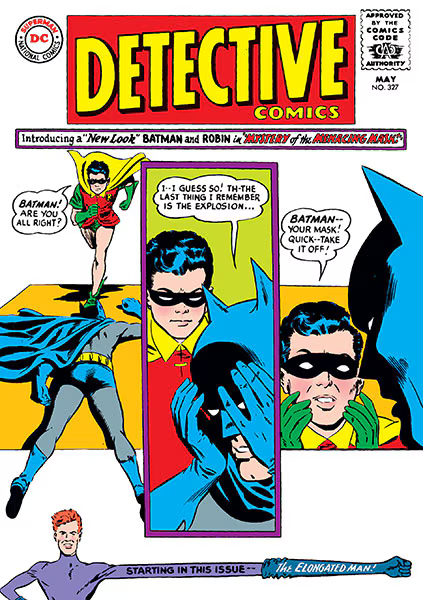 SUPERMAN
DC
NATIONAL COMICS
DETECTIVE
COMICS
APPROVED
BY THE
COMICS
CODE
CA
AUTHORITY
MAY
NO. 327
Introducing a "New Look" BATMAN and ROBIN in "MYSTERY of the MENACING MASK!"
BATMAN!
ARE YOU
ALL RIGHT?
I--I GUESS SO! TH-THE
LAST THING I REMEMBER
IS THE EXPLOSION...
BATMAN--
YOUR MASK!
QUICK--TAKE
IT OFF!
STARTING IN THIS ISSUE--
THE ELONGATED MAN!